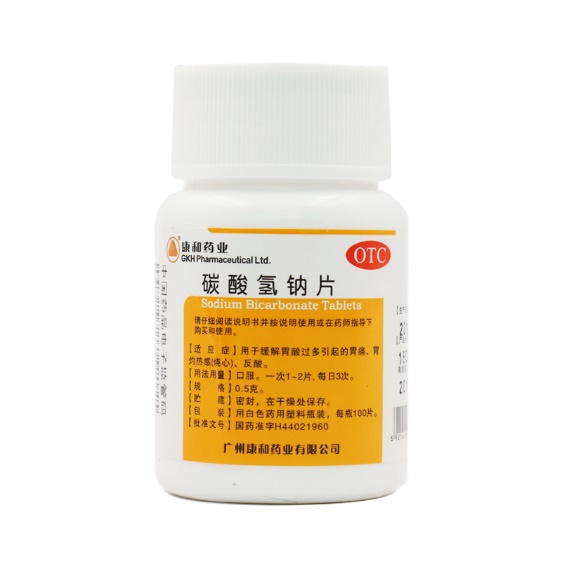 康和药业
GKH Pharmaceutical Ltd.
OTC
碳酸氢钠片
Sodium Bicarbonate Tablets
请仔细阅读说明书并按说明使用或在药师指导下
购买和使用。
【适应症】用于缓解胃酸过多引起的胃痛、胃
灼热感(烧心)、反酸。
【用法用量】口服。一次1~2片,每日3次。
【规格】0.5克。
【贮藏】密封,在干燥处保存。
【包装】用白色药用塑料瓶装,每瓶100片。
【批准文号】国药准字H44021960
广州康和药业有限公司